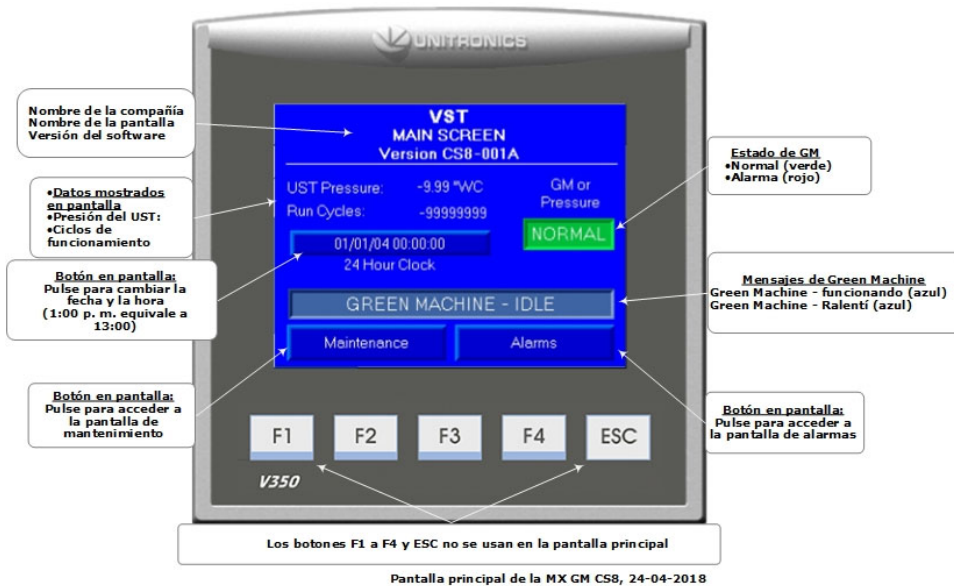 UNITRONICS
VST
MAIN SCREEN
Version CS8-001A
UST Pressure: -9.99 "WC
Run Cycles: -99999999
GM or
Pressure
NORMAL
01/01/04 00:00:00
24 Hour Clock
GREEN MACHINE - IDLE
Maintenance
Alarms
F1
F2
F3
F4
ESC
V350
Nombre de la compañía
Nombre de la pantalla
Versión del software
•Datos mostrados
en pantalla
•Presión del UST:
•Ciclos de
funcionamiento
Botón en pantalla:
Pulse para cambiar la
fecha y la hora
(1:00 p. m. equivale a
13:00)
Botón en pantalla:
Pulse para acceder a
la pantalla de
mantenimiento
Estado de GM
•Normal (verde)
•Alarma (rojo)
Mensajes de Green Machine
Green Machine - funcionando (azul)
Green Machine - Ralentí (azul)
Botón en pantalla:
Pulse para acceder a
la pantalla de alarmas
Los botones F1 a F4 y ESC no se usan en la pantalla principal
Pantalla principal de la MX GM CS8, 24-04-2018